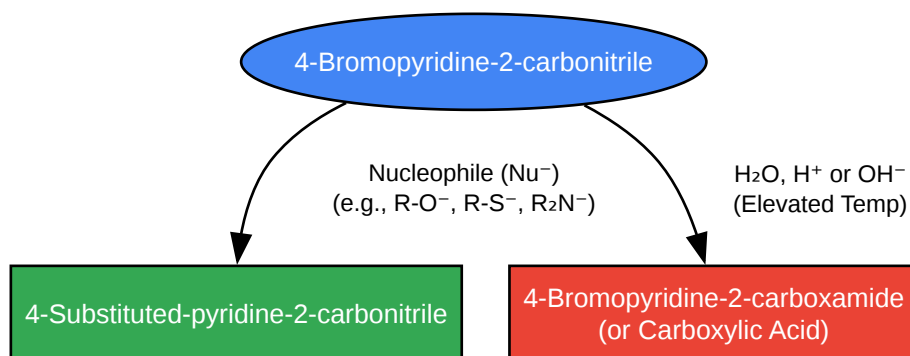 4-Bromopyridine-2-carbonitrile
Nucleophile (Nu⁻)
(e.g., R-O⁻, R-S⁻, R₂N⁻)
H₂O, H⁺ or OH⁻
(Elevated Temp)
4-Substituted-pyridine-2-carbonitrile
4-Bromopyridine-2-carboxamide
(or Carboxylic Acid)